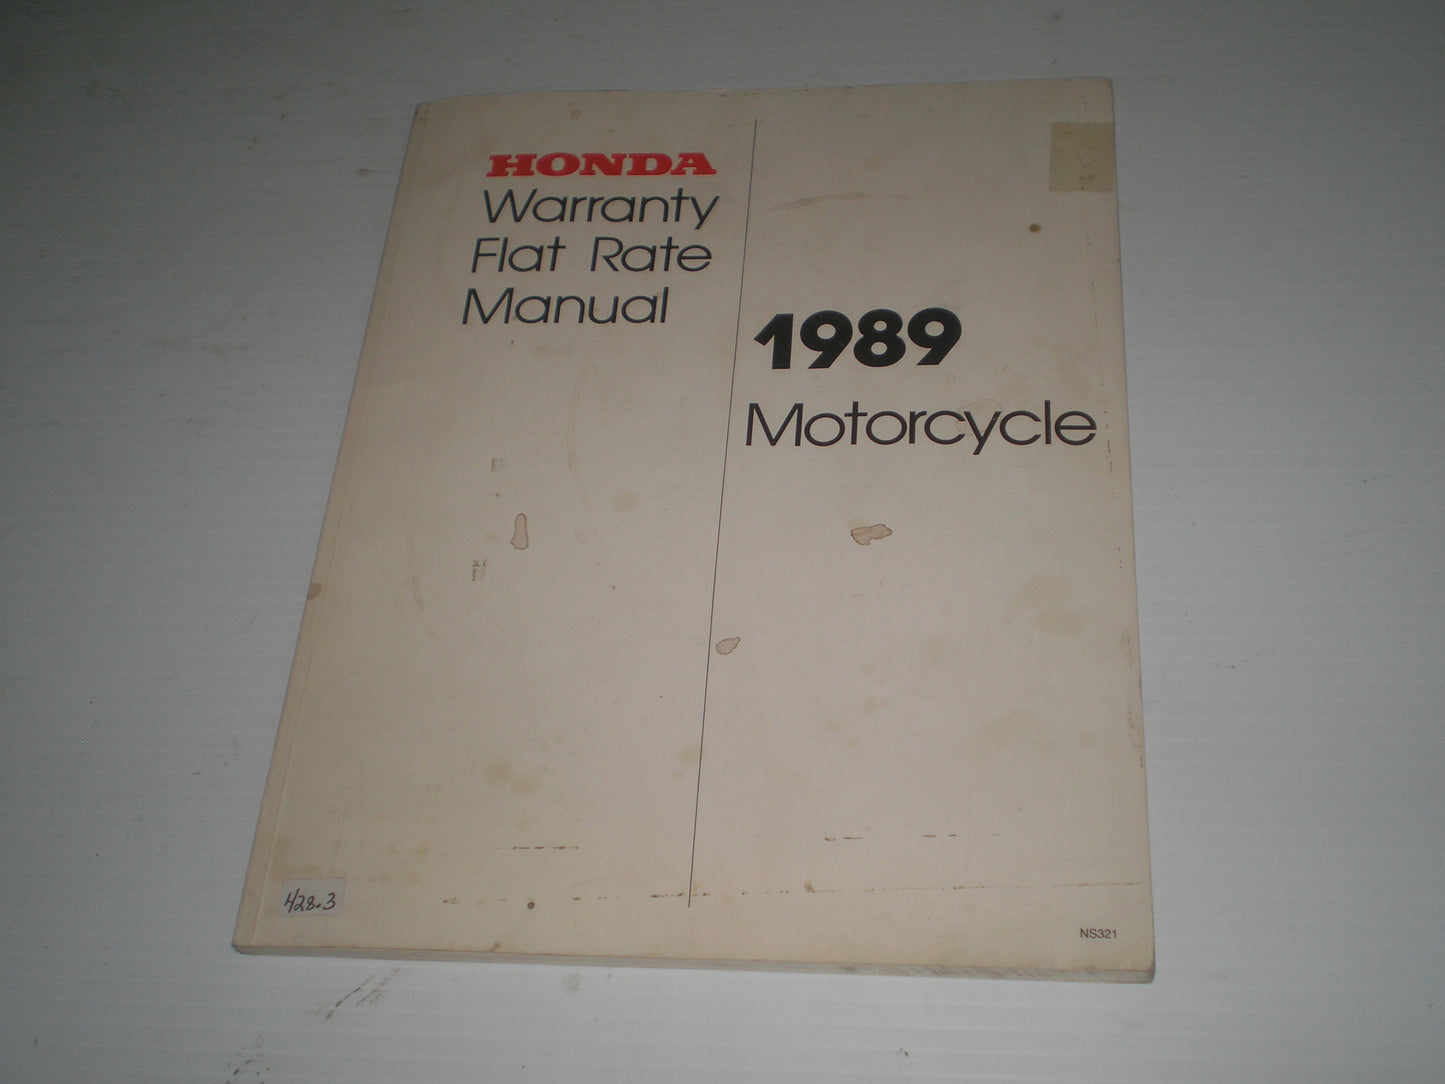 HONDA
Warranty
Flat Rate
Manual
1989
Motorcycle
428.3
NS321